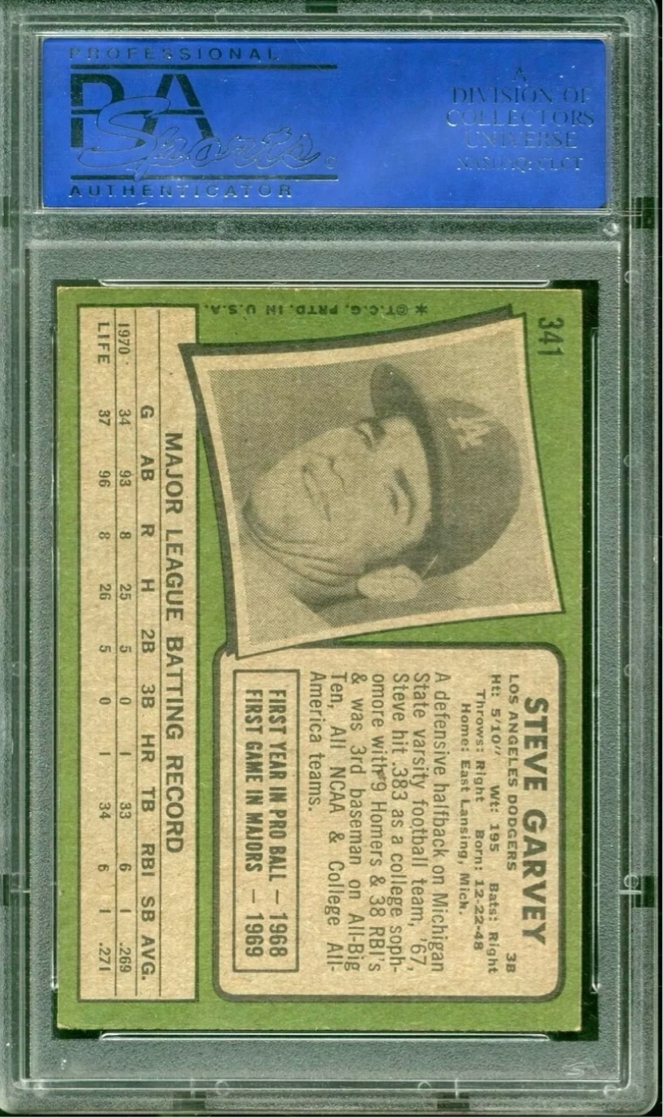 PROFESSIONAL
PSA
Sports
AUTHENTICATOR
A
DIVISION OF
COLLECTORS
UNIVERSE
NASDAQ: CLCT
341
*©T.C.G. PRTD. IN U.S.A.
LA
STEVE GARVEY
LOS ANGELES DODGERS 3B
Ht: 5'10" Wt: 195 Bats: Right
Throws: Right Born: 12-22-48
Home: East Lansing, Mich.
A defensive halfback on Michigan
State varsity football team, '67,
Steve hit .383 as a college soph-
omore with 9 Homers & 38 RBI's
& was 3rd baseman on All-Big
Ten, All NCAA & College All-
America teams.
FIRST YEAR IN PRO BALL — 1968
FIRST GAME IN MAJORS — 1969
MAJOR LEAGUE BATTING RECORD
G AB R H 2B 3B HR TB RBI SB AVG.
1970 34 93 8 25 5 0 1 33 6 1 .269
LIFE 37 96 8 26 5 0 1 34 6 1 .271